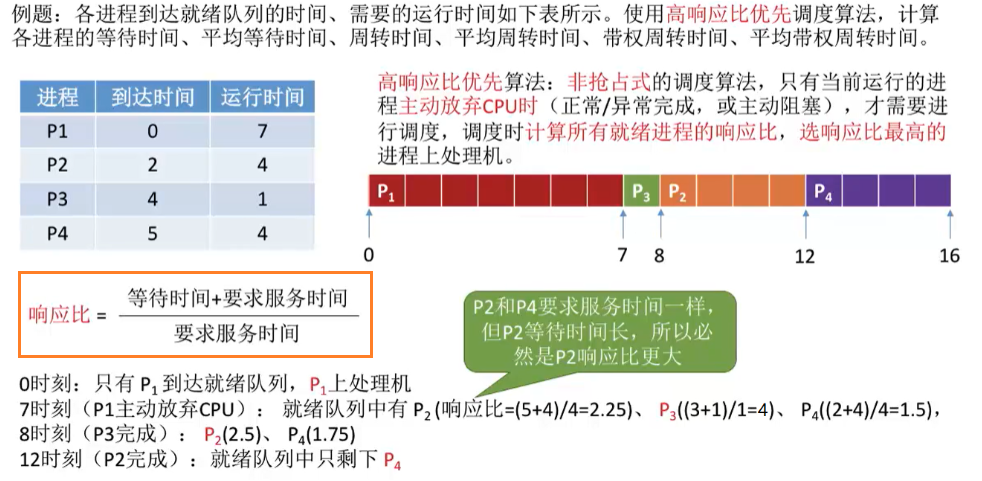 例题：各进程到达就绪队列的时间、需要的运行时间如下表所示。使用高响应比优先调度算法，计算
各进程的等待时间、平均等待时间、周转时间、平均周转时间、带权周转时间、平均带权周转时间。
进程 到达时间 运行时间
P1 0 7
P2 2 4
P3 4 1
P4 5 4
高响应比优先算法：非抢占式的调度算法，只有当前运行的进
程主动放弃CPU时（正常/异常完成，或主动阻塞），才需要进
行调度，调度时计算所有就绪进程的响应比，选响应比最高的
进程上处理机。
P1 P3 P2 P4
0 7 8 12 16
响应比 =
等待时间+要求服务时间
要求服务时间
P2和P4要求服务时间一样，
但P2等待时间长，所以必
然是P2响应比更大
0时刻：只有 P1 到达就绪队列，P1上处理机
7时刻（P1主动放弃CPU）： 就绪队列中有 P2 (响应比=(5+4)/4=2.25)、 P3((3+1)/1=4)、 P4((2+4)/4=1.5)，
8时刻（P3完成）： P2(2.5)、 P4(1.75)
12时刻（P2完成）：就绪队列中只剩下 P4